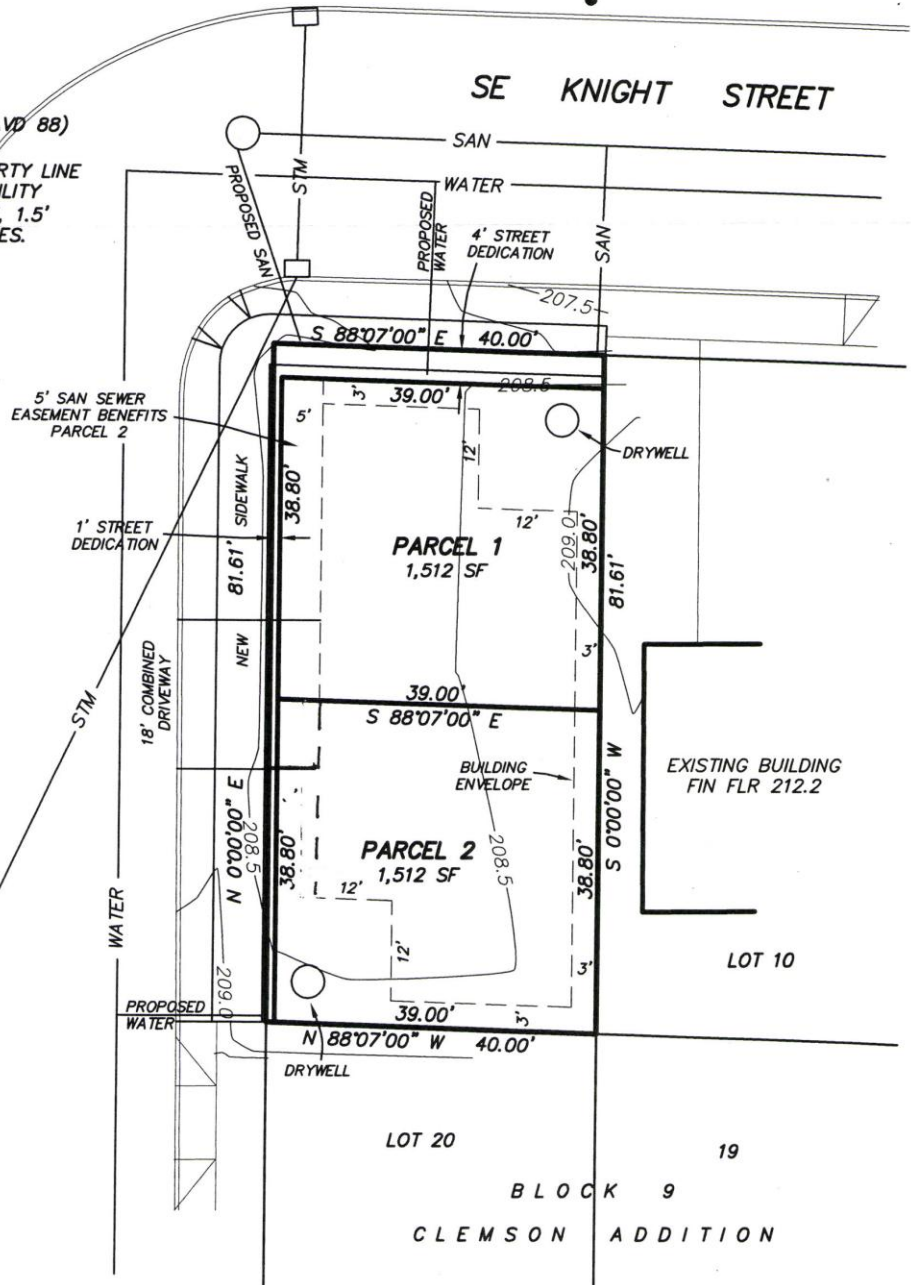 SE KNIGHT STREET
VD 88)
RTY LINE
ILITY
, 1.5'
ES.
SAN
WATER
STM
PROPOSED SAN
PROPOSED
WATER
4' STREET
DEDICATION
SAN
207.5
S 88°07'00" E 40.00'
208.5
39.00'
3'
5'
5' SAN SEWER
EASEMENT BENEFITS
PARCEL 2
12'
DRYWELL
SIDEWALK
38.80'
12'
1' STREET
DEDICATION
PARCEL 1
1,512 SF
209.0
38.80'
81.61'
81.61'
NEW
3'
18' COMBINED
DRIVEWAY
STM
39.00'
S 88°07'00" E
BUILDING
ENVELOPE
EXISTING BUILDING
FIN FLR 212.2
N 0°00'00" E
S 0°00'00" W
208.5
38.80'
PARCEL 2
1,512 SF
208.5
38.80'
12'
12'
WATER
LOT 10
3'
209.0
PROPOSED
WATER
39.00'
3'
N 88°07'00" W 40.00'
DRYWELL
LOT 20
19
BLOCK 9
CLEMSON ADDITION